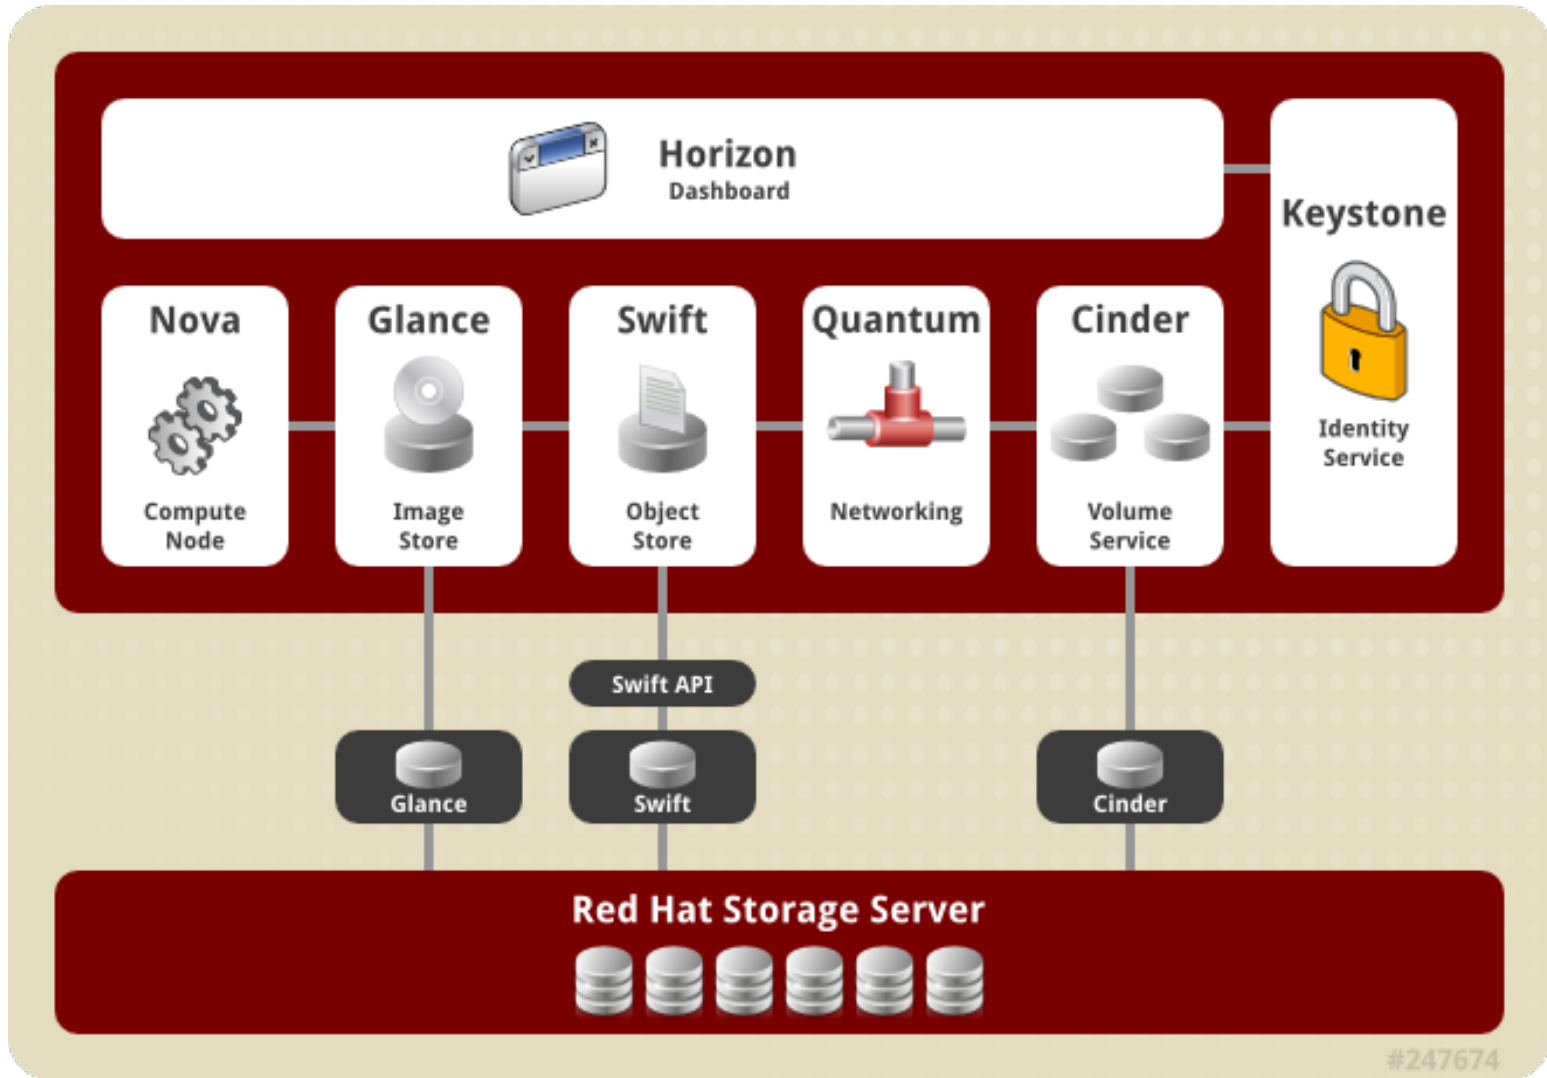 Horizon
Dashboard
Keystone
Identity
Service
Nova
Compute
Node
Glance
Image
Store
Swift
Object
Store
Quantum
Networking
Cinder
Volume
Service
Swift API
Glance
Swift
Cinder
Red Hat Storage Server
#247674